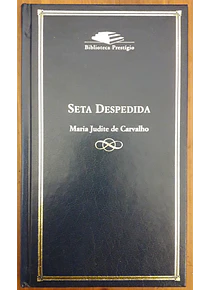 Biblioteca Prestígio
SETA DESPEDIDA
Maria Judite de Carvalho